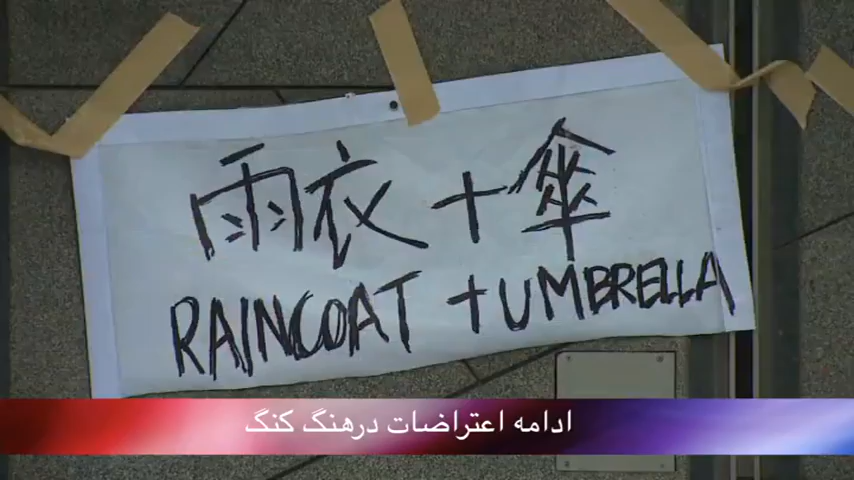 雨衣+傘
RAINCOAT + UMBRELLA
ادامه اعتراضات درهنگ کنگ